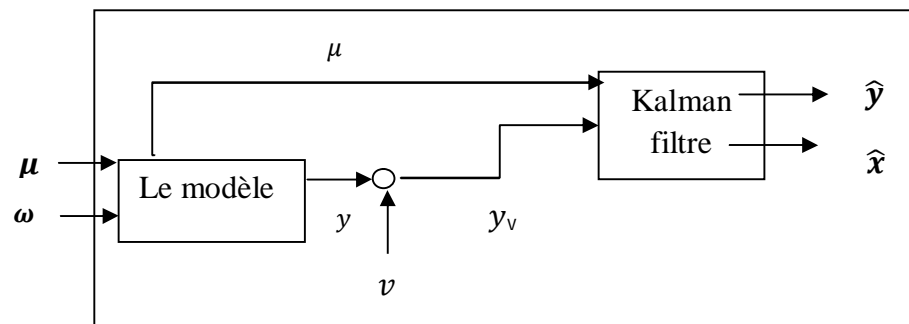 μ
Kalman
filtre
ŷ
x̂
μ
ω
Le modèle
y
yᵥ
v